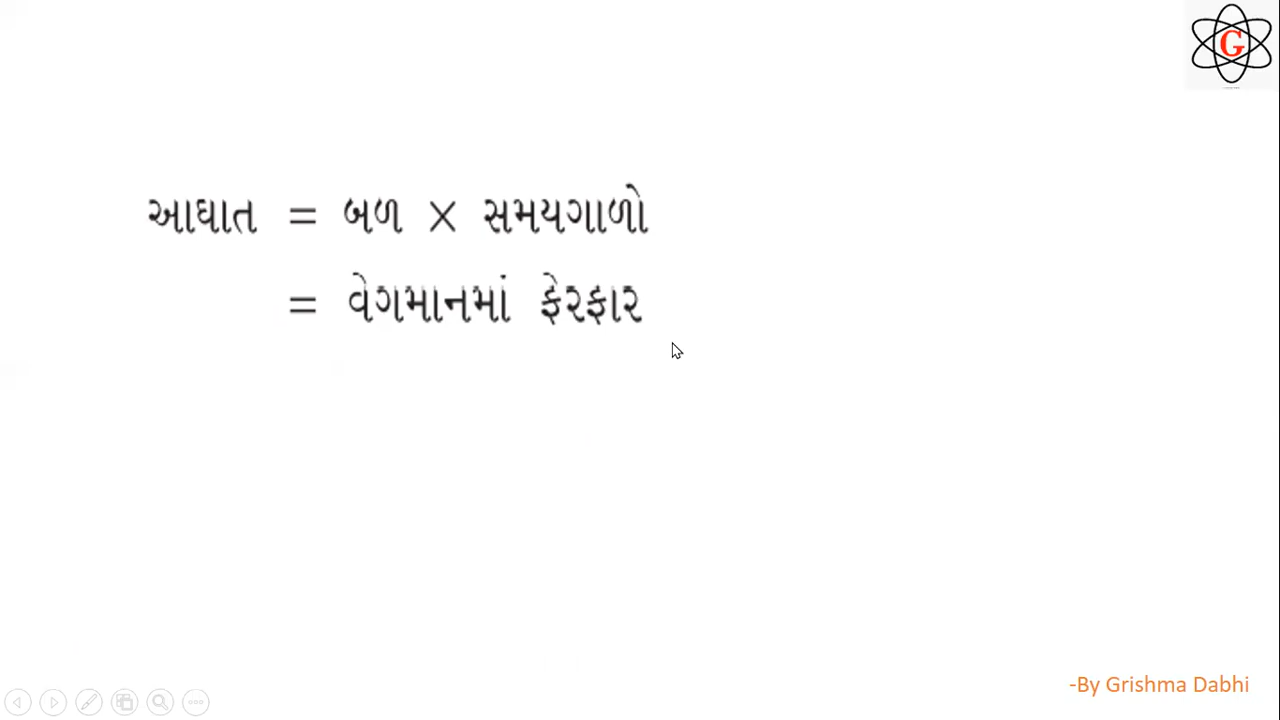 G
આઘાત = બળ × સમયગાળો
= વેગમાનમાં ફેરફાર
-By Grishma Dabhi